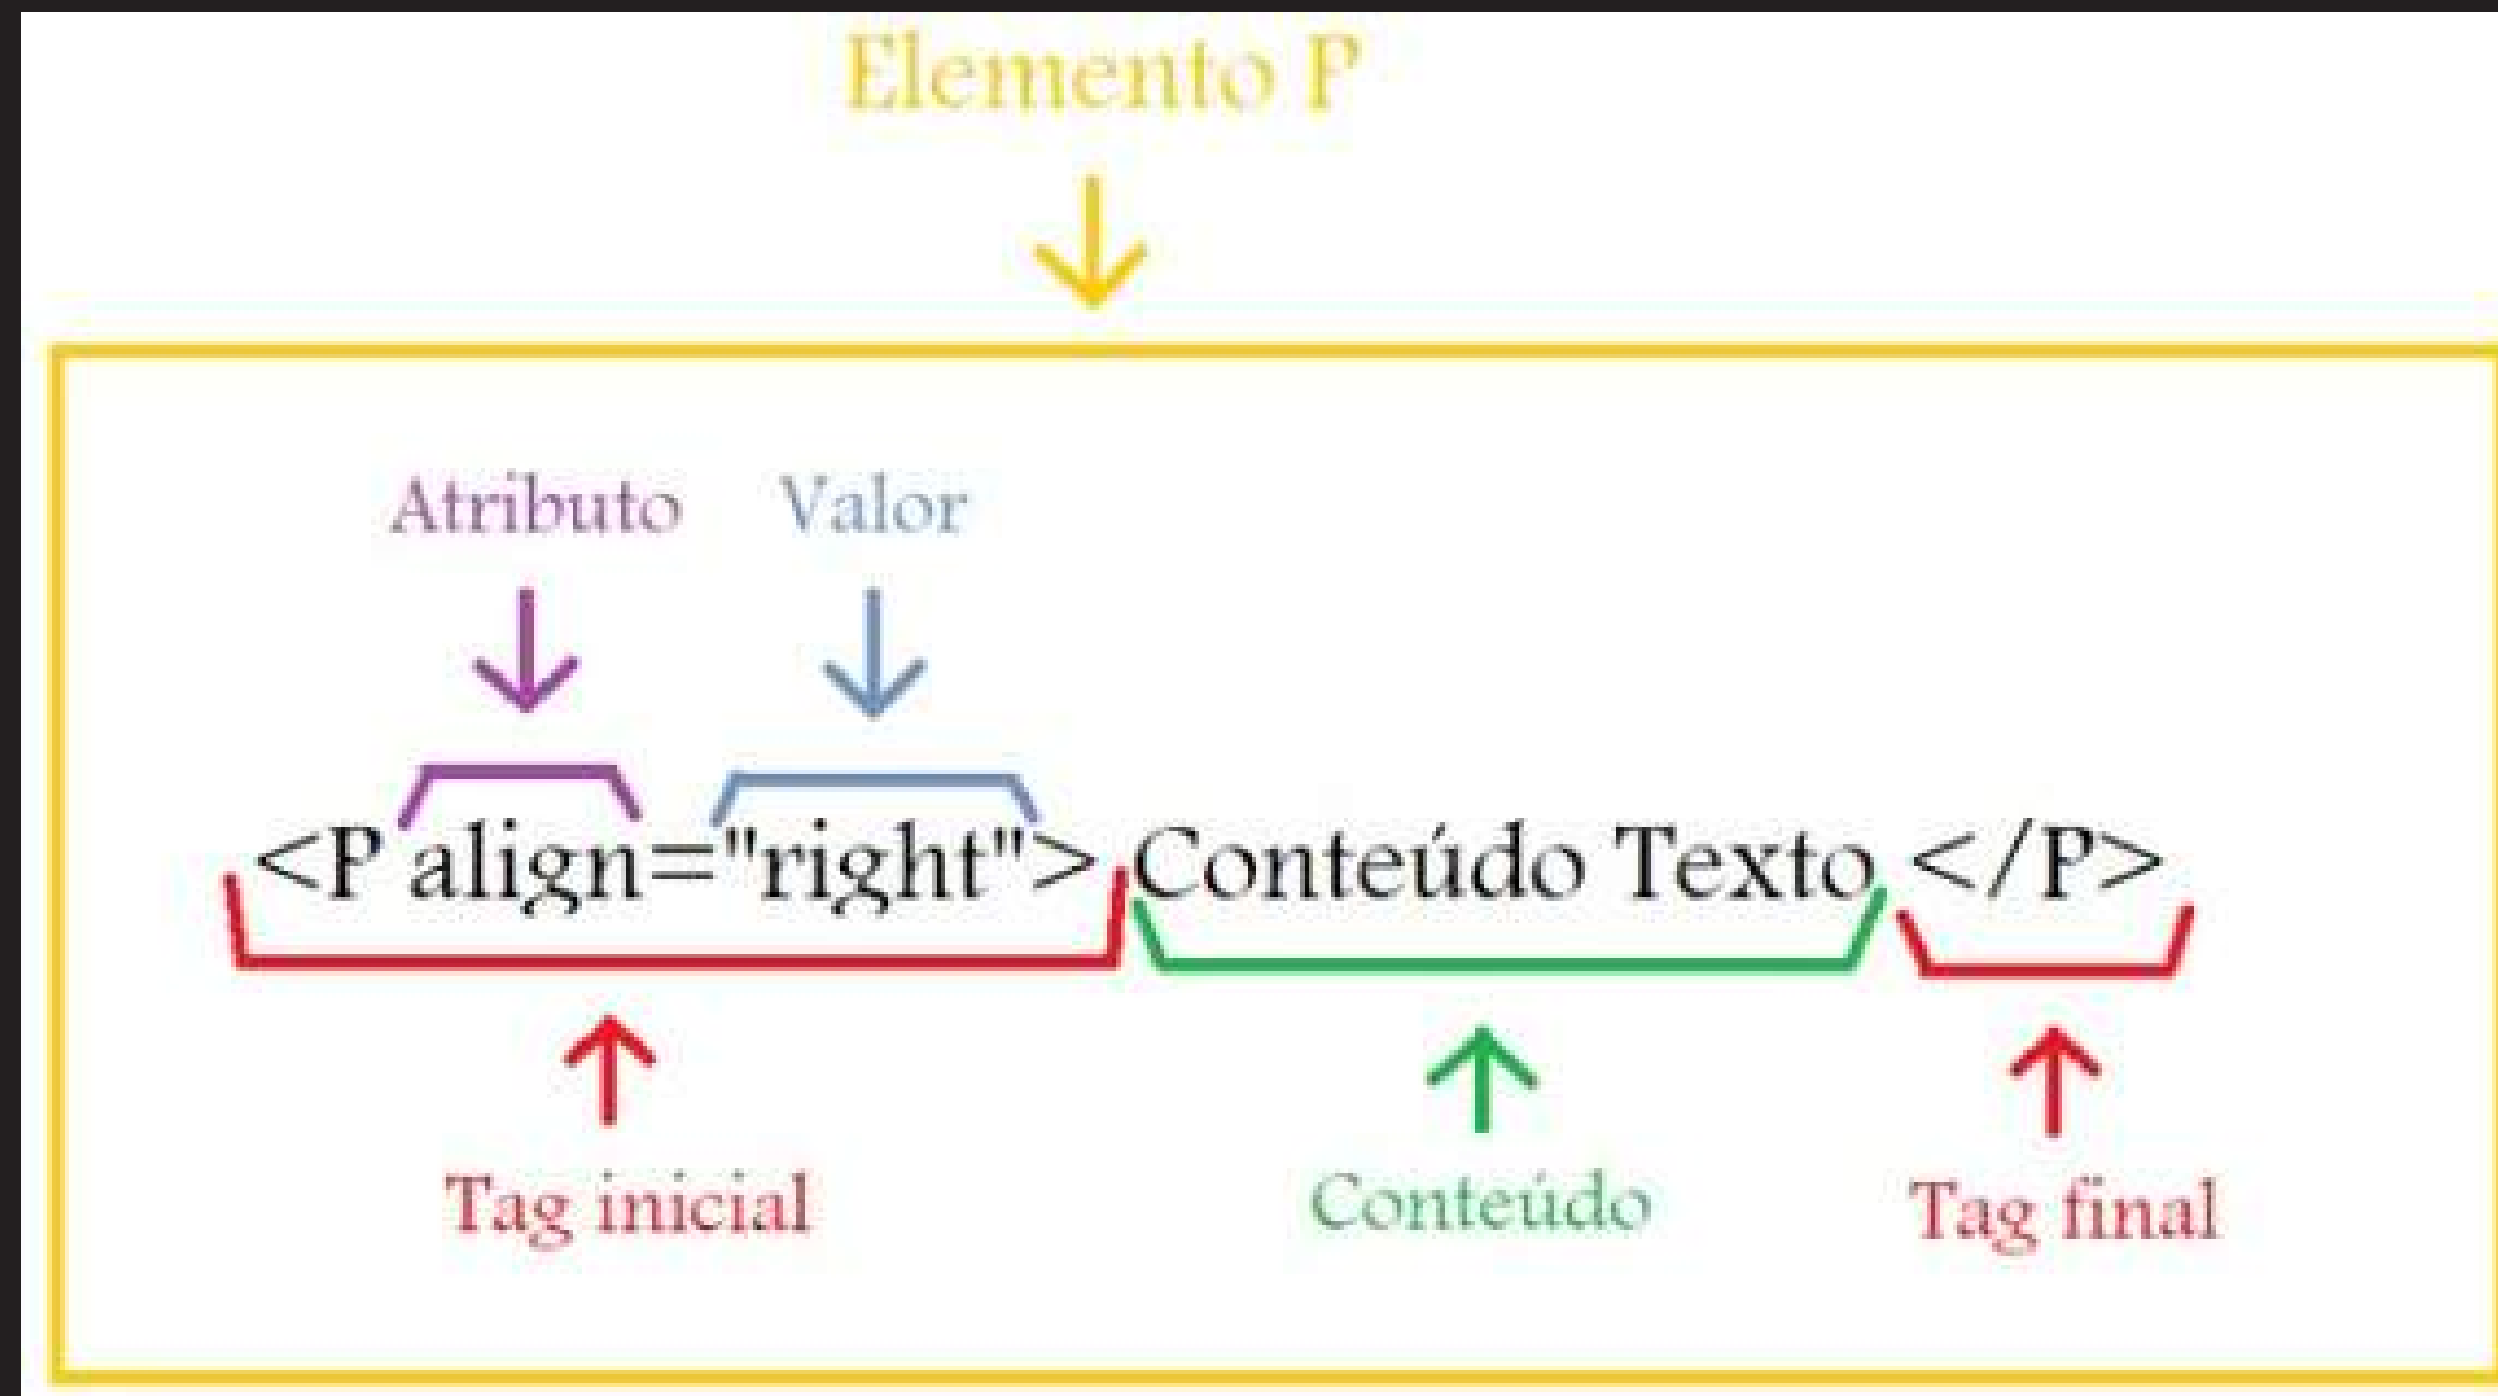 Elemento P
Atributo Valor
<P align="right"> Conteúdo Texto </P>
Tag inicial Conteúdo Tag final